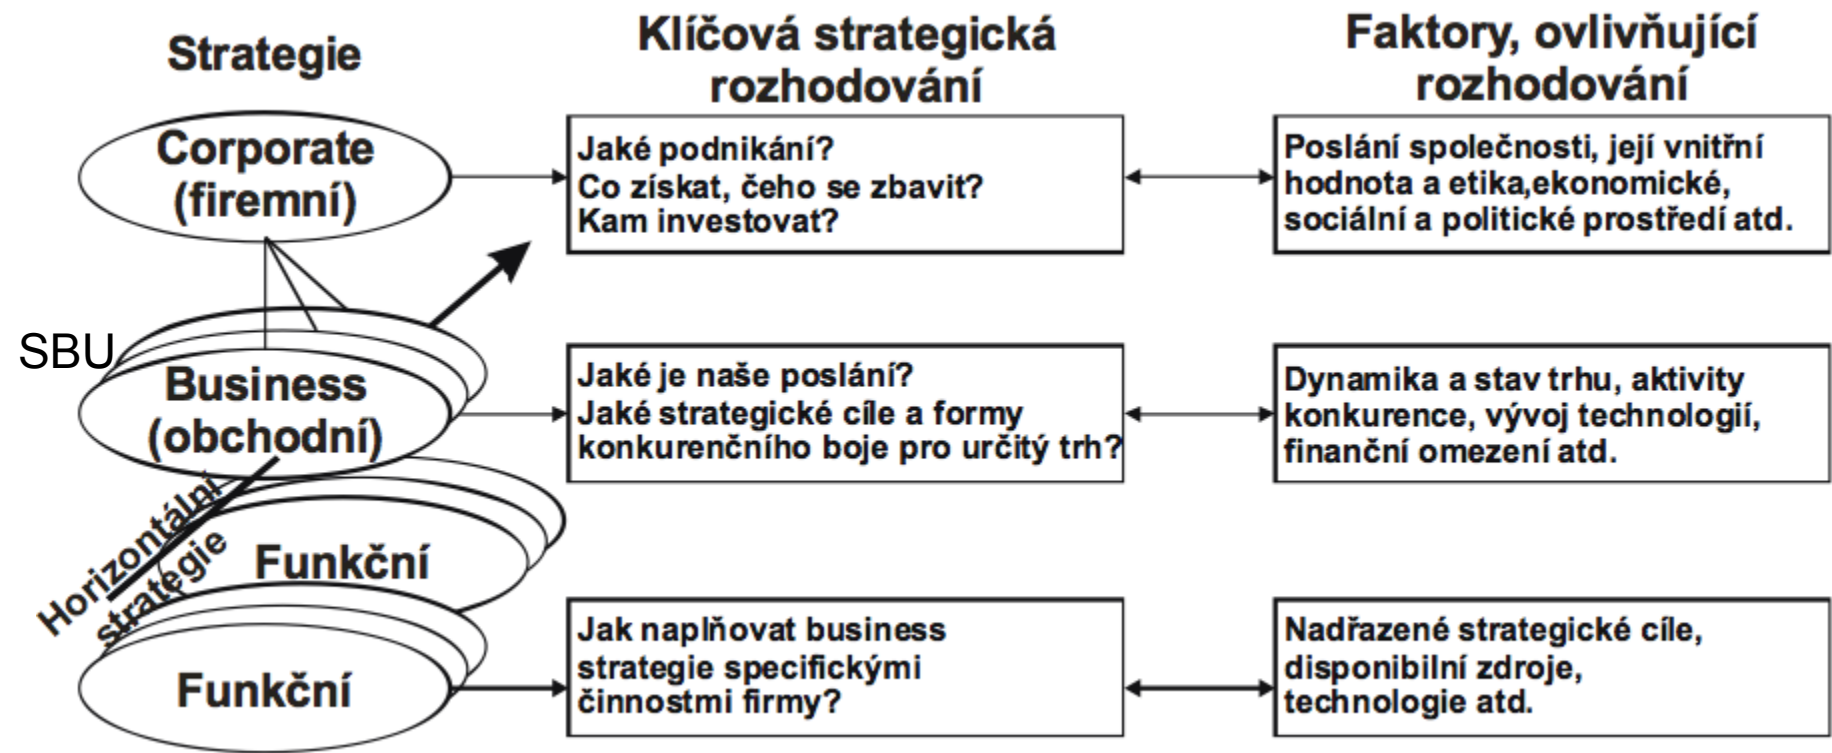 Strategie
Klíčová strategická
rozhodování
Faktory, ovlivňující
rozhodování
Corporate
(firemní)
Jaké podnikání?
Co získat, čeho se zbavit?
Kam investovat?
Poslání společnosti, její vnitřní
hodnota a etika,ekonomické,
sociální a politické prostředí atd.
SBU
Business
(obchodní)
Jaké je naše poslání?
Jaké strategické cíle a formy
konkurenčního boje pro určitý trh?
Dynamika a stav trhu, aktivity
konkurence, vývoj technologií,
finanční omezení atd.
Horizontální
strategie
Funkční
Funkční
Jak naplňovat business
strategie specifickými
činnostmi firmy?
Nadřazené strategické cíle,
disponibilní zdroje,
technologie atd.